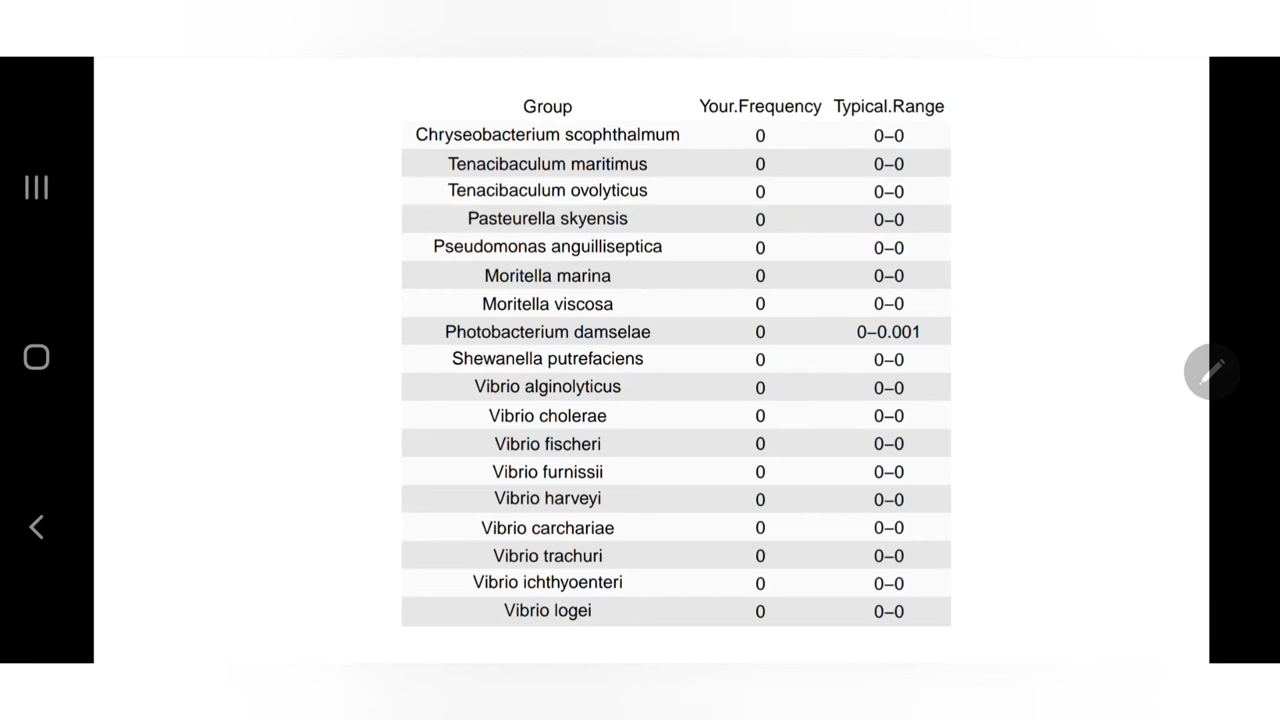 Group Your.Frequency Typical.Range
Chryseobacterium scophthalmum 0 0–0
Tenacibaculum maritimus 0 0–0
Tenacibaculum ovolyticus 0 0–0
Pasteurella skyensis 0 0–0
Pseudomonas anguilliseptica 0 0–0
Moritella marina 0 0–0
Moritella viscosa 0 0–0
Photobacterium damselae 0 0–0.001
Shewanella putrefaciens 0 0–0
Vibrio alginolyticus 0 0–0
Vibrio cholerae 0 0–0
Vibrio fischeri 0 0–0
Vibrio furnissii 0 0–0
Vibrio harveyi 0 0–0
Vibrio carchariae 0 0–0
Vibrio trachuri 0 0–0
Vibrio ichthyoenteri 0 0–0
Vibrio logei 0 0–0